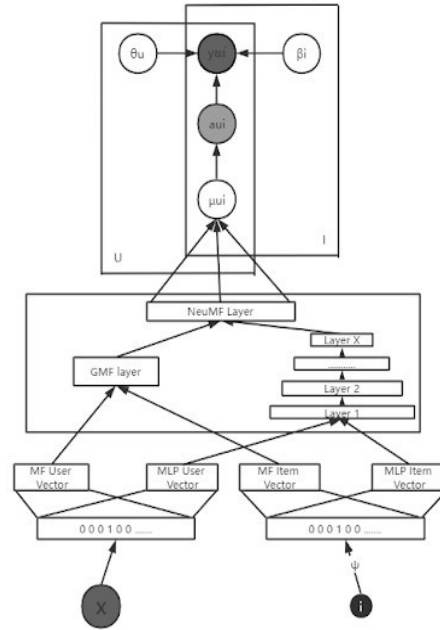 θu
βi
aui
μui
U
I
NeuMF Layer
Layer X
GMF layer
...........
Layer 2
Layer 1
MF User Vector
MLP User Vector
MF Item Vector
MLP Item Vector
0 0 0 1 0 0 .......
0 0 0 1 0 0 .......
ψ
X
i